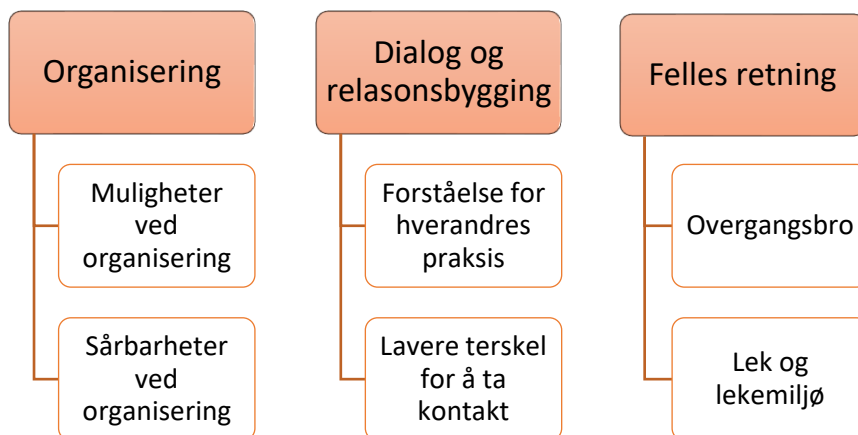 Organisering
Muligheter
ved
organisering
Sårbarheter
ved
organisering
Dialog og
relasonsbygging
Forståelse for
hverandres
praksis
Lavere terskel
for å ta
kontakt
Felles retning
Overgangsbro
Lek og
lekemiljø